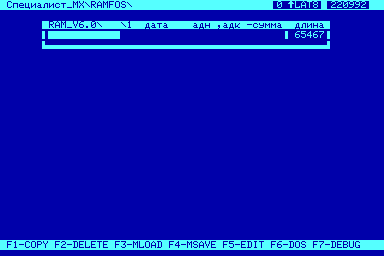 Специалист_MX\RAMFOS\ 0 ↑LAT8 220992
RAM_V6.0\ \1 дата адн ,адк -сумма длина
65467
F1-COPY F2-DELETE F3-MLOAD F4-MSAVE F5-EDIT F6-DOS F7-DEBUG